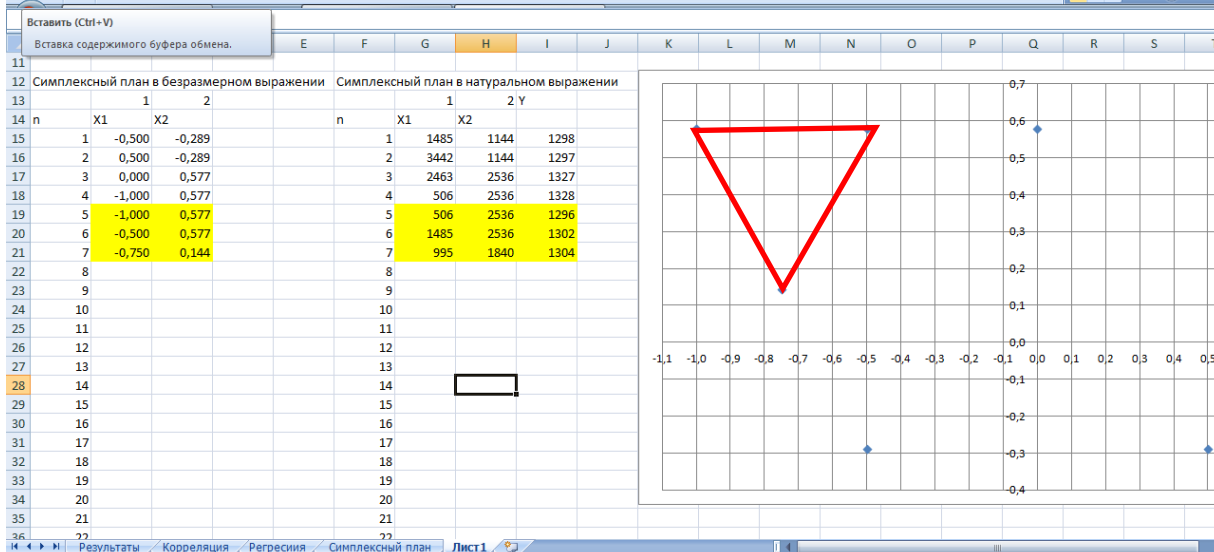 Вставить (Ctrl+V)
Вставка содержимого буфера обмена.
E F G H I J K L M N O P Q R S
11
12 Симплексный план в безразмерном выражении Симплексный план в натуральном выражении
13 1 2 1 2 Y
14 n X1 X2 n X1 X2
15 1 -0,500 -0,289 1 1485 1144 1298
16 2 0,500 -0,289 2 3442 1144 1297
17 3 0,000 0,577 3 2463 2536 1327
18 4 -1,000 0,577 4 506 2536 1328
19 5 -1,000 0,577 5 506 2536 1296
20 6 -0,500 0,577 6 1485 2536 1302
21 7 -0,750 0,144 7 995 1840 1304
22 8 8
23 9 9
24 10 10
25 11 11
26 12 12
27 13 13
28 14 14
29 15 15
30 16 16
31 17 17
32 18 18
33 19 19
34 20 20
35 21 21
36 22 22
0,7
0,6
0,5
0,4
0,3
0,2
0,1
0,0
-1,1 -1,0 -0,9 -0,8 -0,7 -0,6 -0,5 -0,4 -0,3 -0,2 -0,1 0,0 0,1 0,2 0,3 0,4 0,5
-0,1
-0,2
-0,3
-0,4
Результаты Корреляция Регресиия Симплексный план Лист1